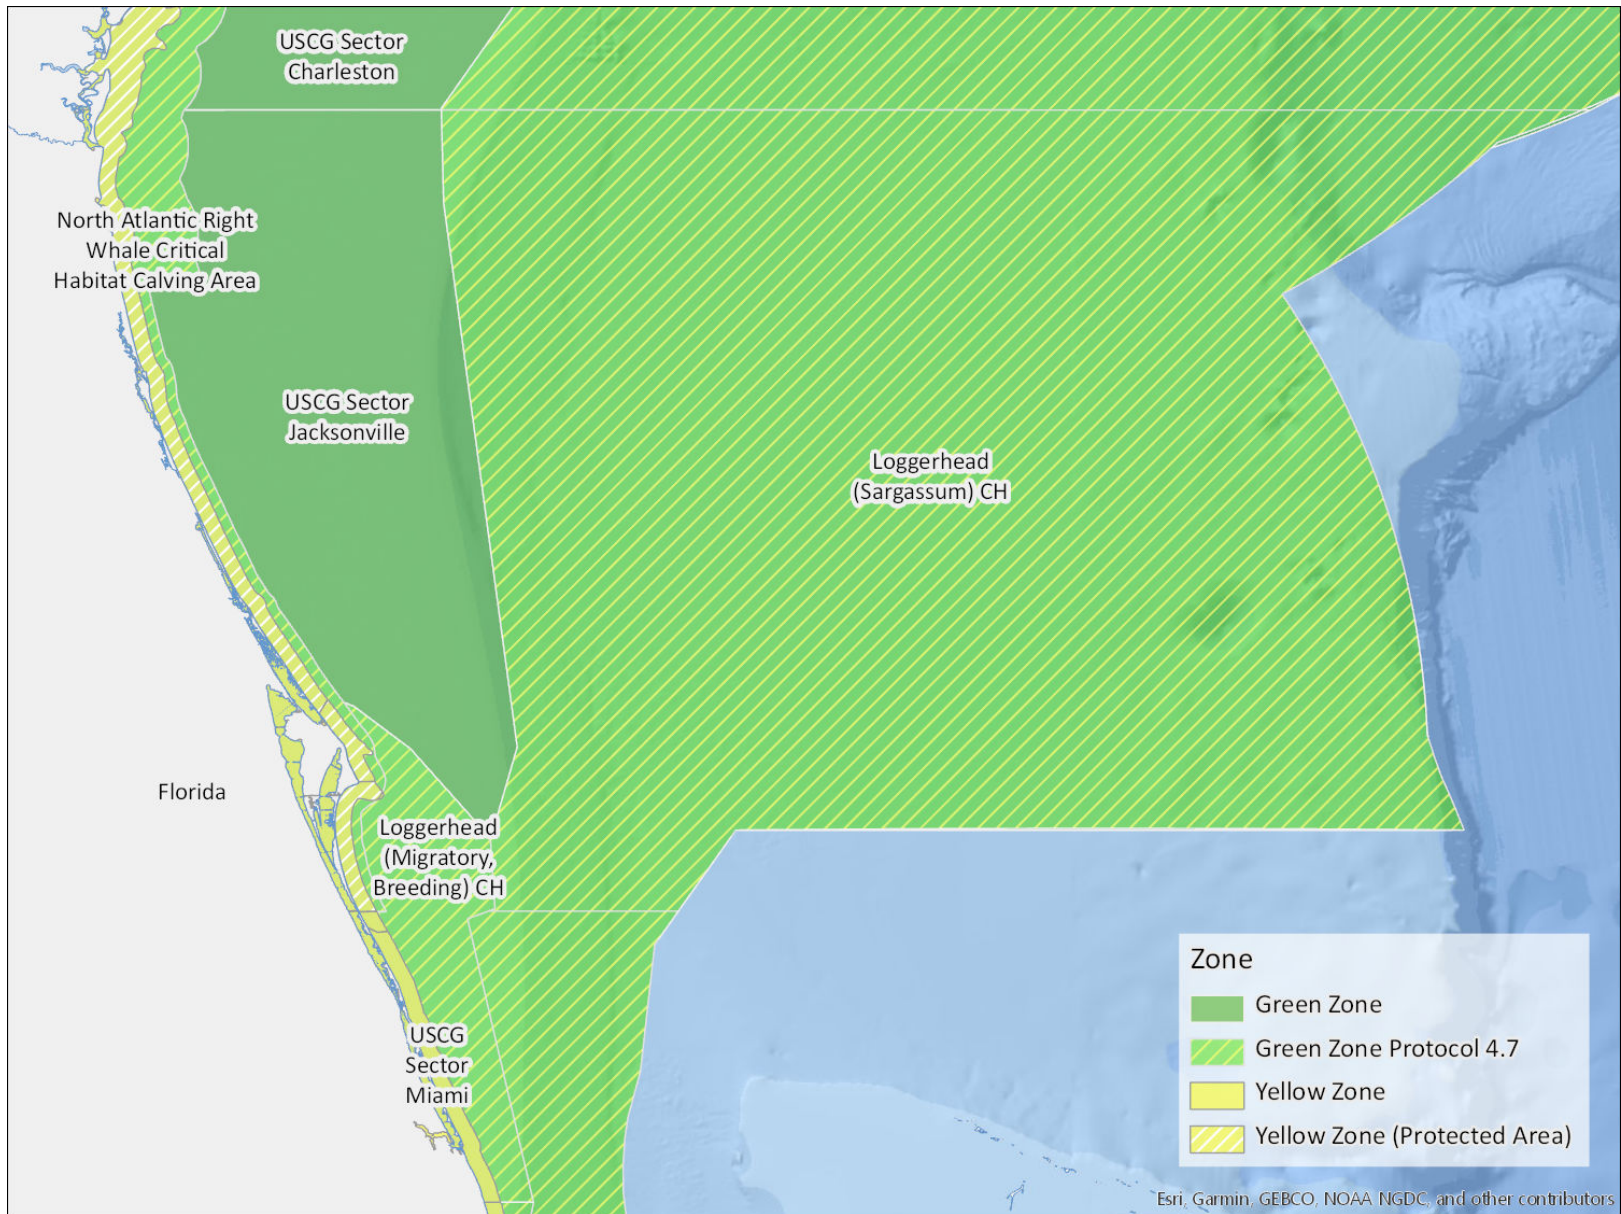 USCG Sector
Charleston
North Atlantic Right
Whale Critical
Habitat Calving Area
USCG Sector
Jacksonville
Loggerhead
(Sargassum) CH
Florida
Loggerhead
(Migratory,
Breeding) CH
USCG
Sector
Miami
Zone
Green Zone
Green Zone Protocol 4.7
Yellow Zone
Yellow Zone (Protected Area)
Esri, Garmin, GEBCO, NOAA NGDC, and other contributors